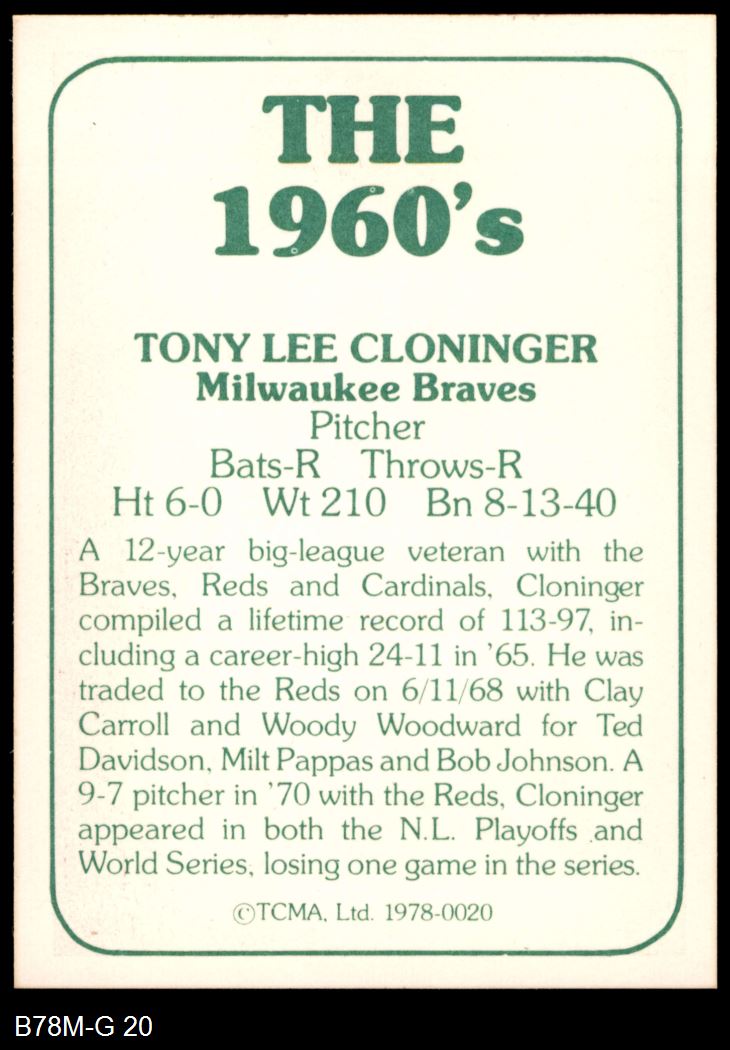 THE
1960's
TONY LEE CLONINGER
Milwaukee Braves
Pitcher
Bats-R Throws-R
Ht 6-0 Wt 210 Bn 8-13-40
A 12-year big-league veteran with the
Braves, Reds and Cardinals, Cloninger
compiled a lifetime record of 113-97, in-
cluding a career-high 24-11 in '65. He was
traded to the Reds on 6/11/68 with Clay
Carroll and Woody Woodward for Ted
Davidson, Milt Pappas and Bob Johnson. A
9-7 pitcher in '70 with the Reds, Cloninger
appeared in both the N.L. Playoffs and
World Series, losing one game in the series.
©TCMA, Ltd. 1978-0020
B78M-G 20